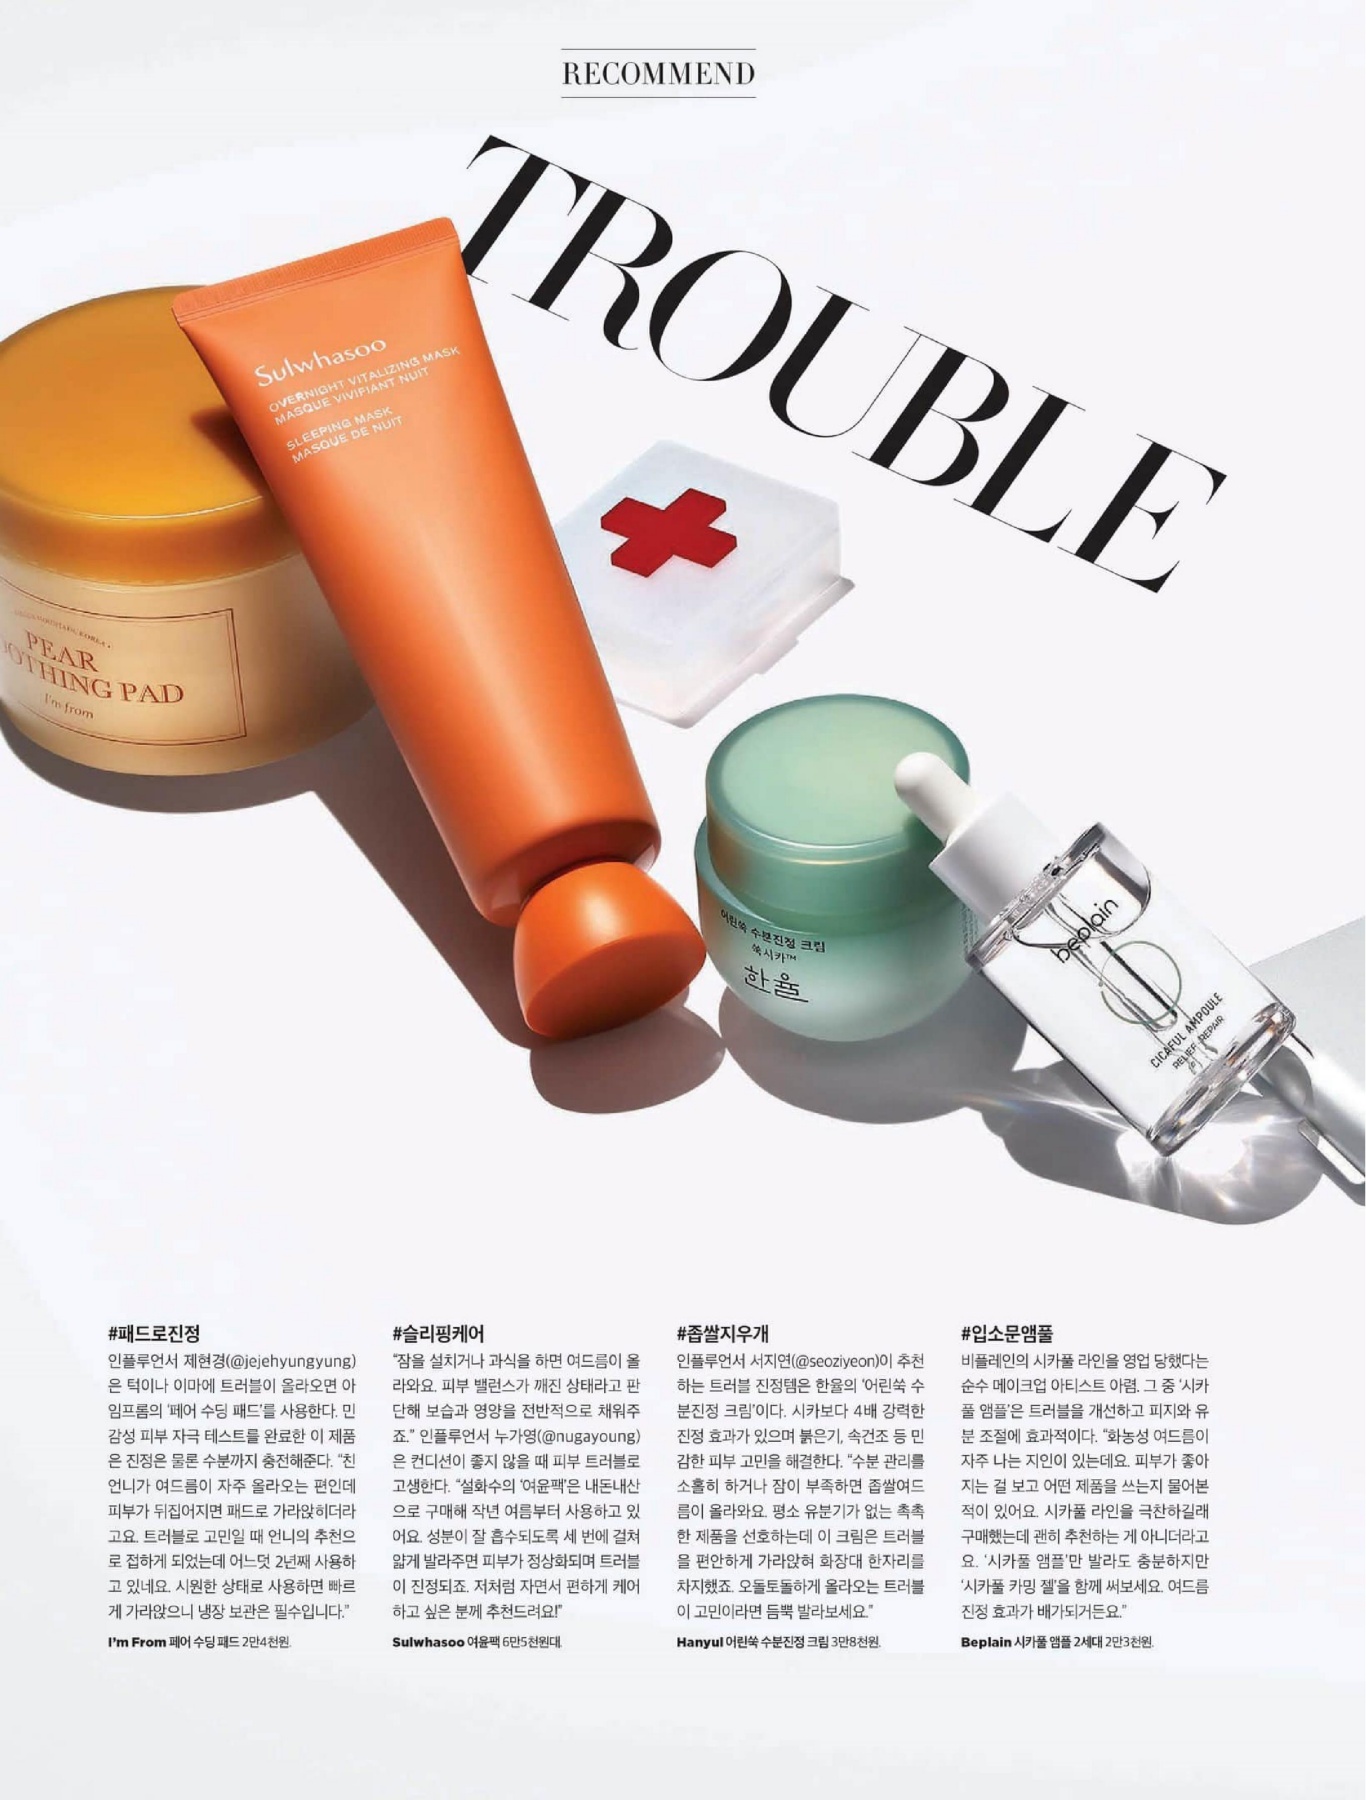 RECOMMEND
TROUBLE
Sulwhasoo
OVERNIGHT VITALIZING MASK
MASQUE VIVIFIANT NUIT
SLEEPING MASK
MASQUE DE NUIT
PEAR
OOTHING PAD
I'm from
어린쑥 수분진정 크림
쑥시카™
한율
beplain
CICAFUL AMPOULE
RELIEF REPAIR
#패드로진정
인플루언서 제현경(@jejehyungyung)
은 턱이나 이마에 트러블이 올라오면 아
임프롬의 '페어 수딩 패드'를 사용한다. 민
감성 피부 자극 테스트를 완료한 이 제품
은 진정은 물론 수분까지 충전해준다. “친
언니가 여드름이 자주 올라오는 편인데
피부가 뒤집어지면 패드로 가라앉히더라
고요. 트러블로 고민일 때 언니의 추천으
로 접하게 되었는데 어느덧 2년째 사용하
고 있네요. 시원한 상태로 사용하면 빠르
게 가라앉으니 냉장 보관은 필수입니다.”
I'm From 페어 수딩 패드 2만4천원.
#슬리핑케어
“잠을 설치거나 과식을 하면 여드름이 올
라와요. 피부 밸런스가 깨진 상태라고 판
단해 보습과 영양을 전반적으로 채워주
죠.” 인플루언서 누가영(@nugayoung)
은 컨디션이 좋지 않을 때 피부 트러블로
고생한다. “설화수의 '여윤팩'은 내돈내산
으로 구매해 작년 여름부터 사용하고 있
어요. 성분이 잘 흡수되도록 세 번에 걸쳐
얇게 발라주면 피부가 정상화되며 트러블
이 진정되죠. 저처럼 자면서 편하게 케어
하고 싶은 분께 추천드려요!”
Sulwhasoo 여윤팩 6만5천원대.
#좁쌀지우개
인플루언서 서지연(@seoziyeon)이 추천
하는 트러블 진정템은 한율의 '어린쑥 수
분진정 크림'이다. 시카보다 4배 강력한
진정 효과가 있으며 붉은기, 속건조 등 민
감한 피부 고민을 해결한다. “수분 관리를
소홀히 하거나 잠이 부족하면 좁쌀여드
름이 올라와요. 평소 유분기가 없는 촉촉
한 제품을 선호하는데 이 크림은 트러블
을 편안하게 가라앉혀 화장대 한자리를
차지했죠. 오돌토돌하게 올라오는 트러블
이 고민이라면 듬뿍 발라보세요.”
Hanyul 어린쑥 수분진정 크림 3만8천원.
#입소문앰풀
비플레인의 시카풀 라인을 영업 당했다는
순수 메이크업 아티스트 아렴. 그 중 '시카
풀 앰풀'은 트러블을 개선하고 피지와 유
분 조절에 효과적이다. “화농성 여드름이
자주 나는 지인이 있는데요. 피부가 좋아
지는 걸 보고 어떤 제품을 쓰는지 물어본
적이 있어요. 시카풀 라인을 극찬하길래
구매했는데 괜히 추천하는 게 아니더라고
요. '시카풀 앰풀'만 발라도 충분하지만
'시카풀 카밍 젤'을 함께 써보세요. 여드름
진정 효과가 배가되거든요.”
Beplain 시카풀 앰풀 2세대 2만3천원.